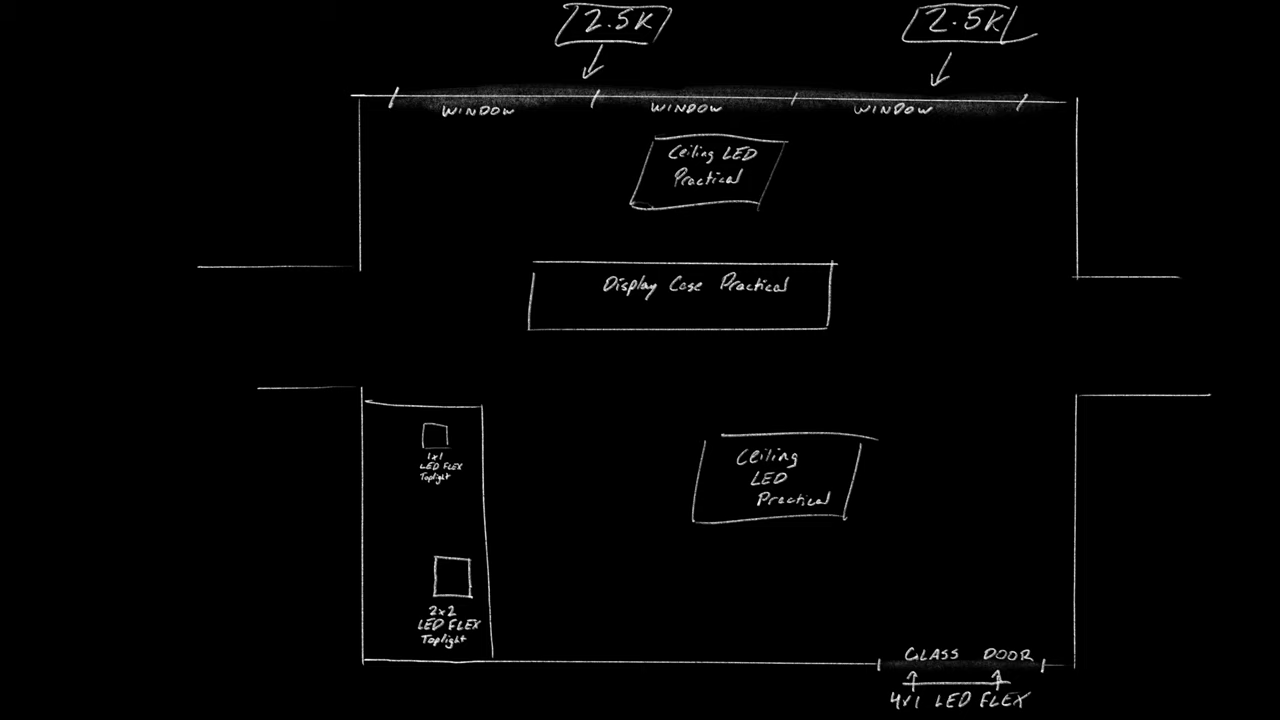 2.5K
2.5K
WINDOW
WINDOW
WINDOW
Ceiling LED
Practical
Display Case Practical
1x1
LED FLEX
Toplight
Ceiling
LED
Practical
2x2
LED FLEX
Toplight
GLASS DOOR
4x1 LED FLEX